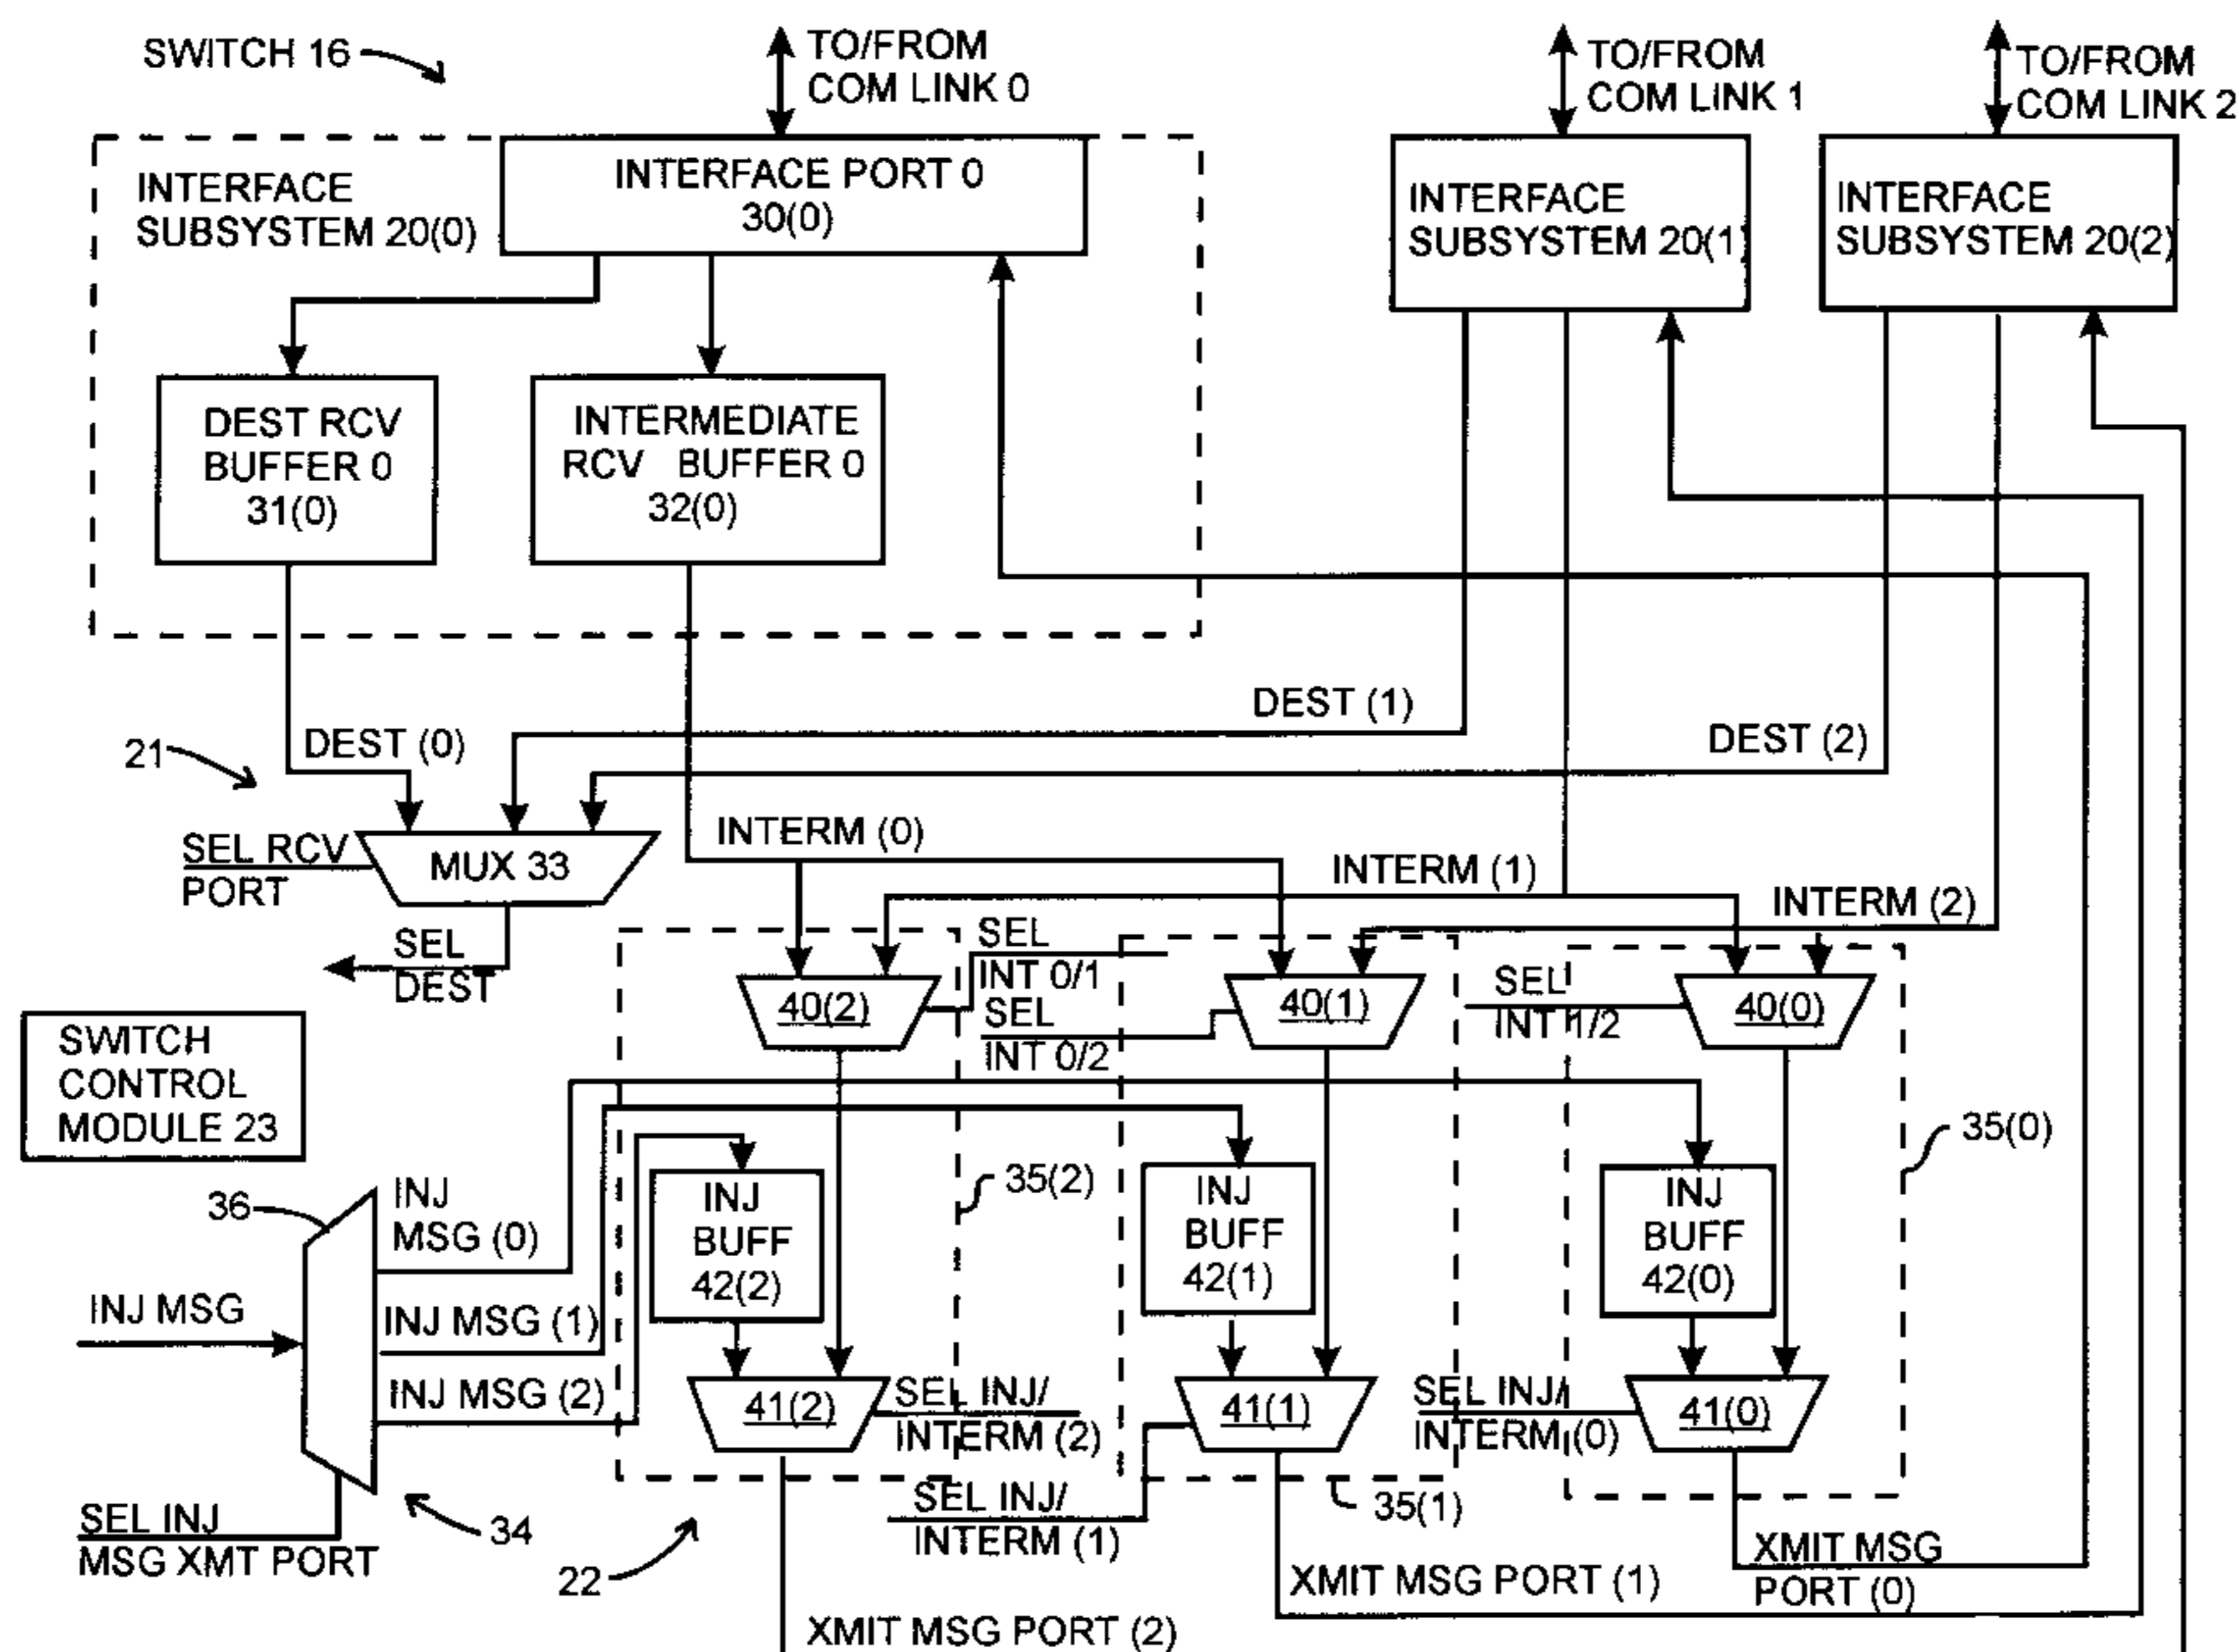 SWITCH 16
TO/FROM
COM LINK 0
TO/FROM
COM LINK 1
TO/FROM
COM LINK 2
INTERFACE
SUBSYSTEM 20(0)
INTERFACE PORT 0
30(0)
INTERFACE
SUBSYSTEM 20(1
INTERFACE
SUBSYSTEM 20(2)
DEST RCV
BUFFER 0
31(0)
INTERMEDIATE
RCV BUFFER 0
32(0)
DEST (1)
21
DEST (0)
DEST (2)
SEL RCV
PORT
MUX 33
INTERM (0)
INTERM (1)
INTERM (2)
SEL
DEST
SEL
INT 0/1
40(2)
SEL
INT 0/2
40(1)
SEL
INT 1/2
40(0)
SWITCH
CONTROL
MODULE 23
35(0)
35(2)
36
INJ
MSG (0)
INJ
BUFF
42(2)
INJ
BUFF
42(1)
INJ
BUFF
42(0)
INJ MSG
INJ MSG (1)
INJ MSG (2)
41(2)
SEL INJ/
INTERM (2)
41(1)
SEL INJ/
INTERM (0)
41(0)
SEL INJ/
INTERM (1)
35(1)
SEL INJ
MSG XMT PORT
34
22
XMIT MSG PORT (1)
XMIT MSG
PORT (0)
XMIT MSG PORT (2)